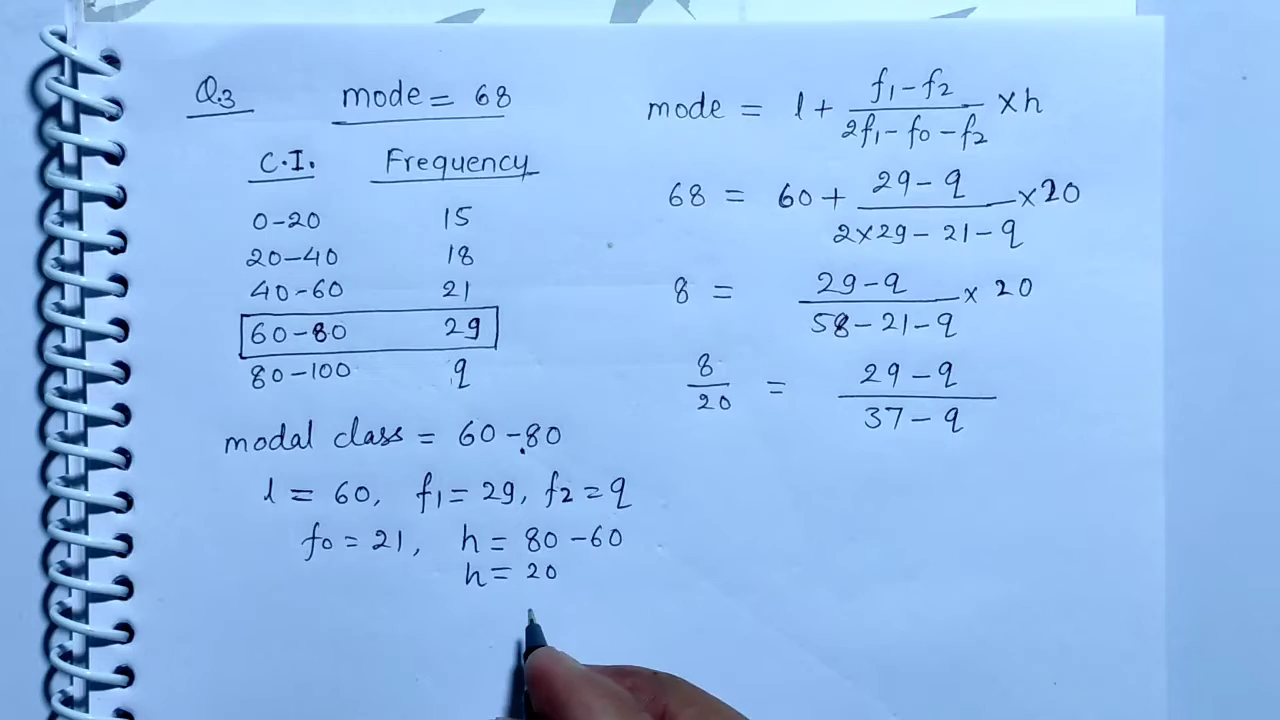 Q.3 mode = 68
C.I. Frequency
0-20 15
20-40 18
40-60 21
60-80 29
80-100 q
modal class = 60-80
l = 60, f1 = 29, f2 = q
f0 = 21, h = 80-60
h = 20
mode = l + (f1-f2)/(2f1-f0-f2) × h
68 = 60 + (29-q)/(2×29-21-q) × 20
8 = (29-q)/(58-21-q) × 20
8/20 = (29-q)/(37-q)